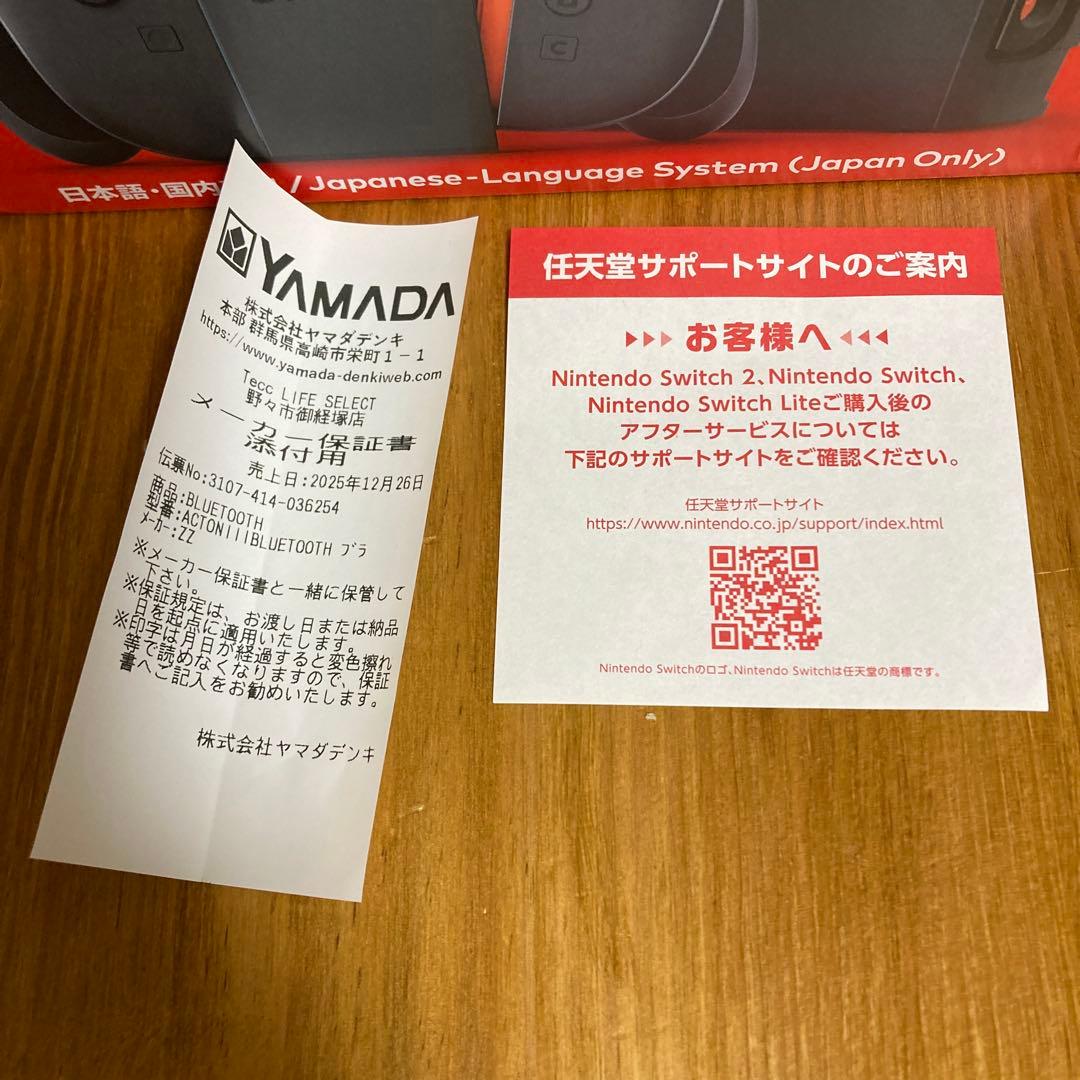 日本語・国内
/ Japanese-Language System (Japan Only)
C
YAMADA
株式会社ヤマダデンキ
本部 群馬県高崎市栄町1-1
https://www.yamada-denkiweb.com
Tecc LIFE SELECT
野々市御経塚店
メーカー保証書
添付用
売上日:2025年12月26日
伝票No:3107-414-036254
商品:BLUETOOTH
型番:ACTONIIIBLUETOOTH ブラ
メーカー:ZZ
※メーカー保証書と一緒に保管して
下さい。
※保証規定は、お渡し日または納品
日を起点に適用いたします。
※印字は月日が経過すると変色擦れ
等で読めなくなりますので、保証
書へご記入をお勧めいたします。
株式会社ヤマダデンキ
任天堂サポートサイトのご案内
お客様へ
Nintendo Switch 2、Nintendo Switch、
Nintendo Switch Liteご購入後の
アフターサービスについては
下記のサポートサイトをご確認ください。
任天堂サポートサイト
https://www.nintendo.co.jp/support/index.html
Nintendo Switchのロゴ、Nintendo Switchは任天堂の商標です。